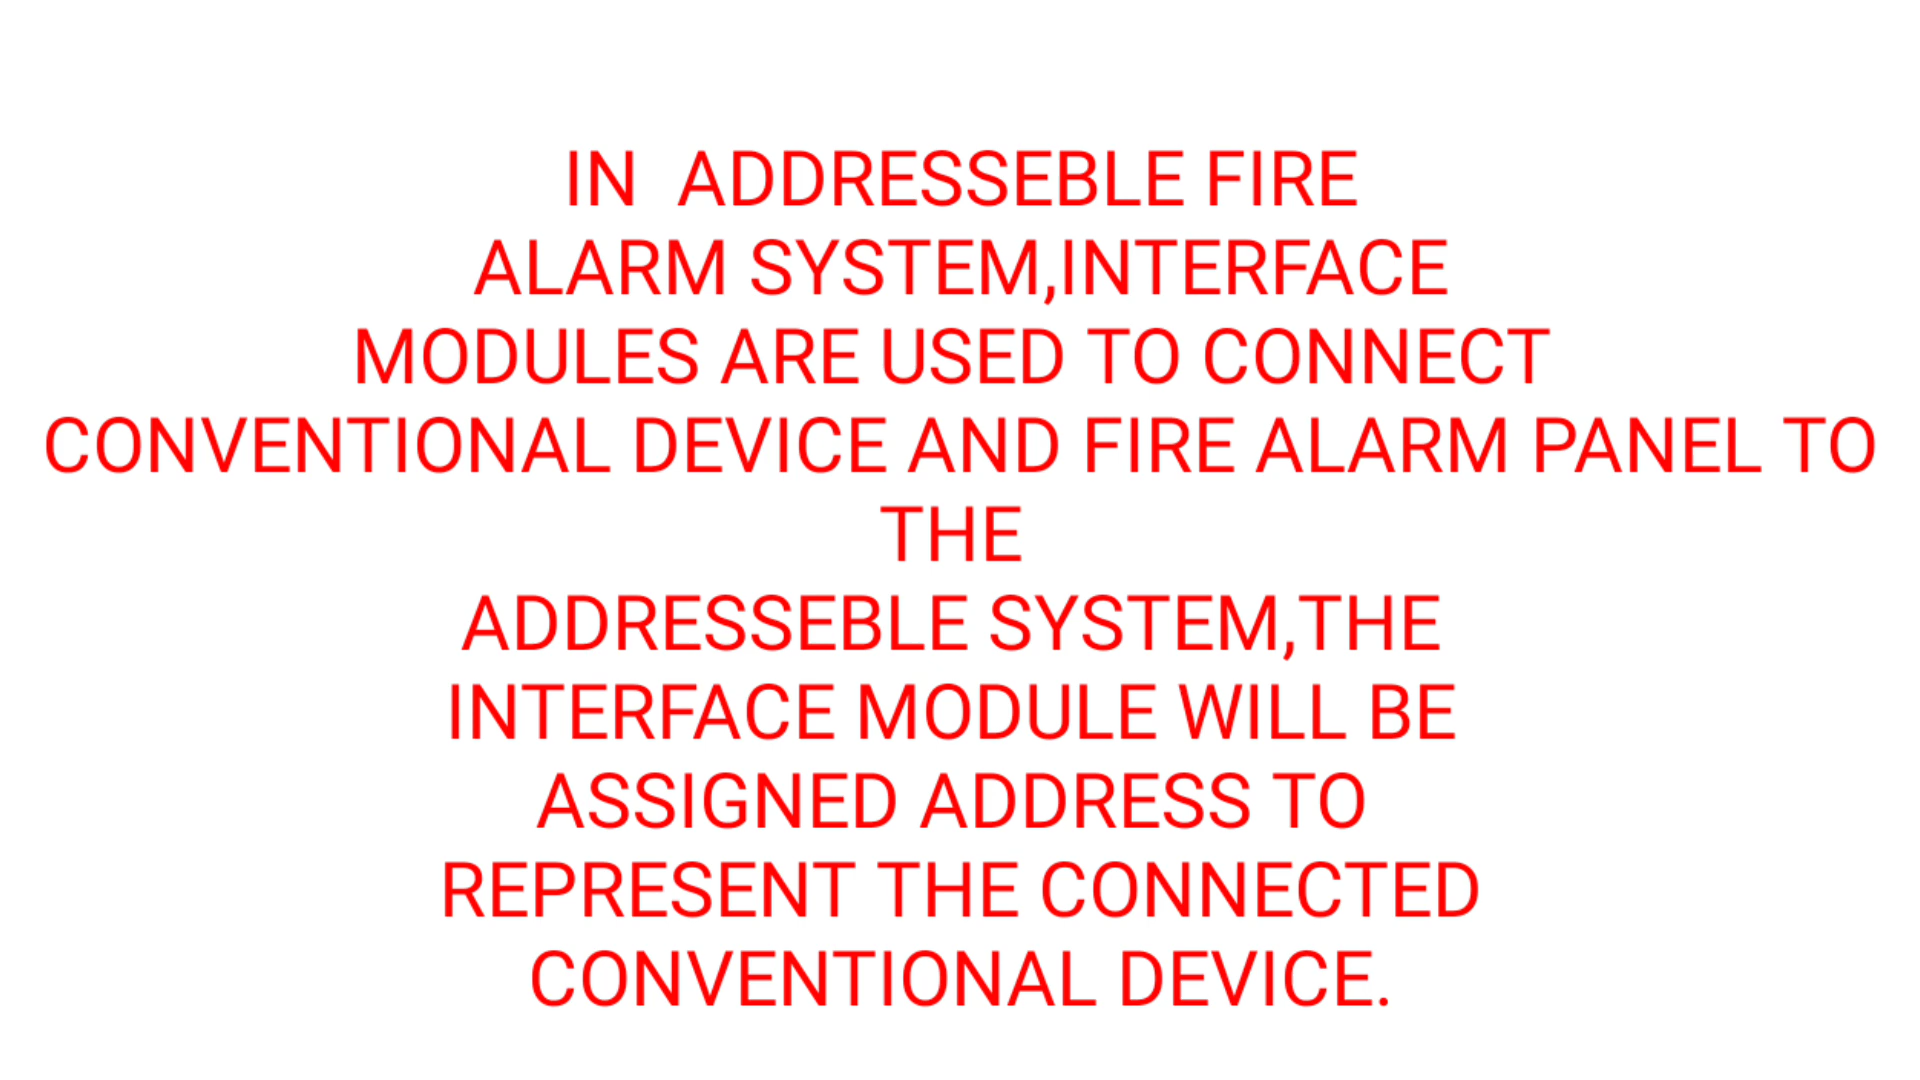 IN  ADDRESSEBLE FIRE
ALARM SYSTEM,INTERFACE
MODULES ARE USED TO CONNECT
CONVENTIONAL DEVICE AND FIRE ALARM PANEL TO
THE
ADDRESSEBLE SYSTEM,THE
INTERFACE MODULE WILL BE
ASSIGNED ADDRESS TO
REPRESENT THE CONNECTED
CONVENTIONAL DEVICE.